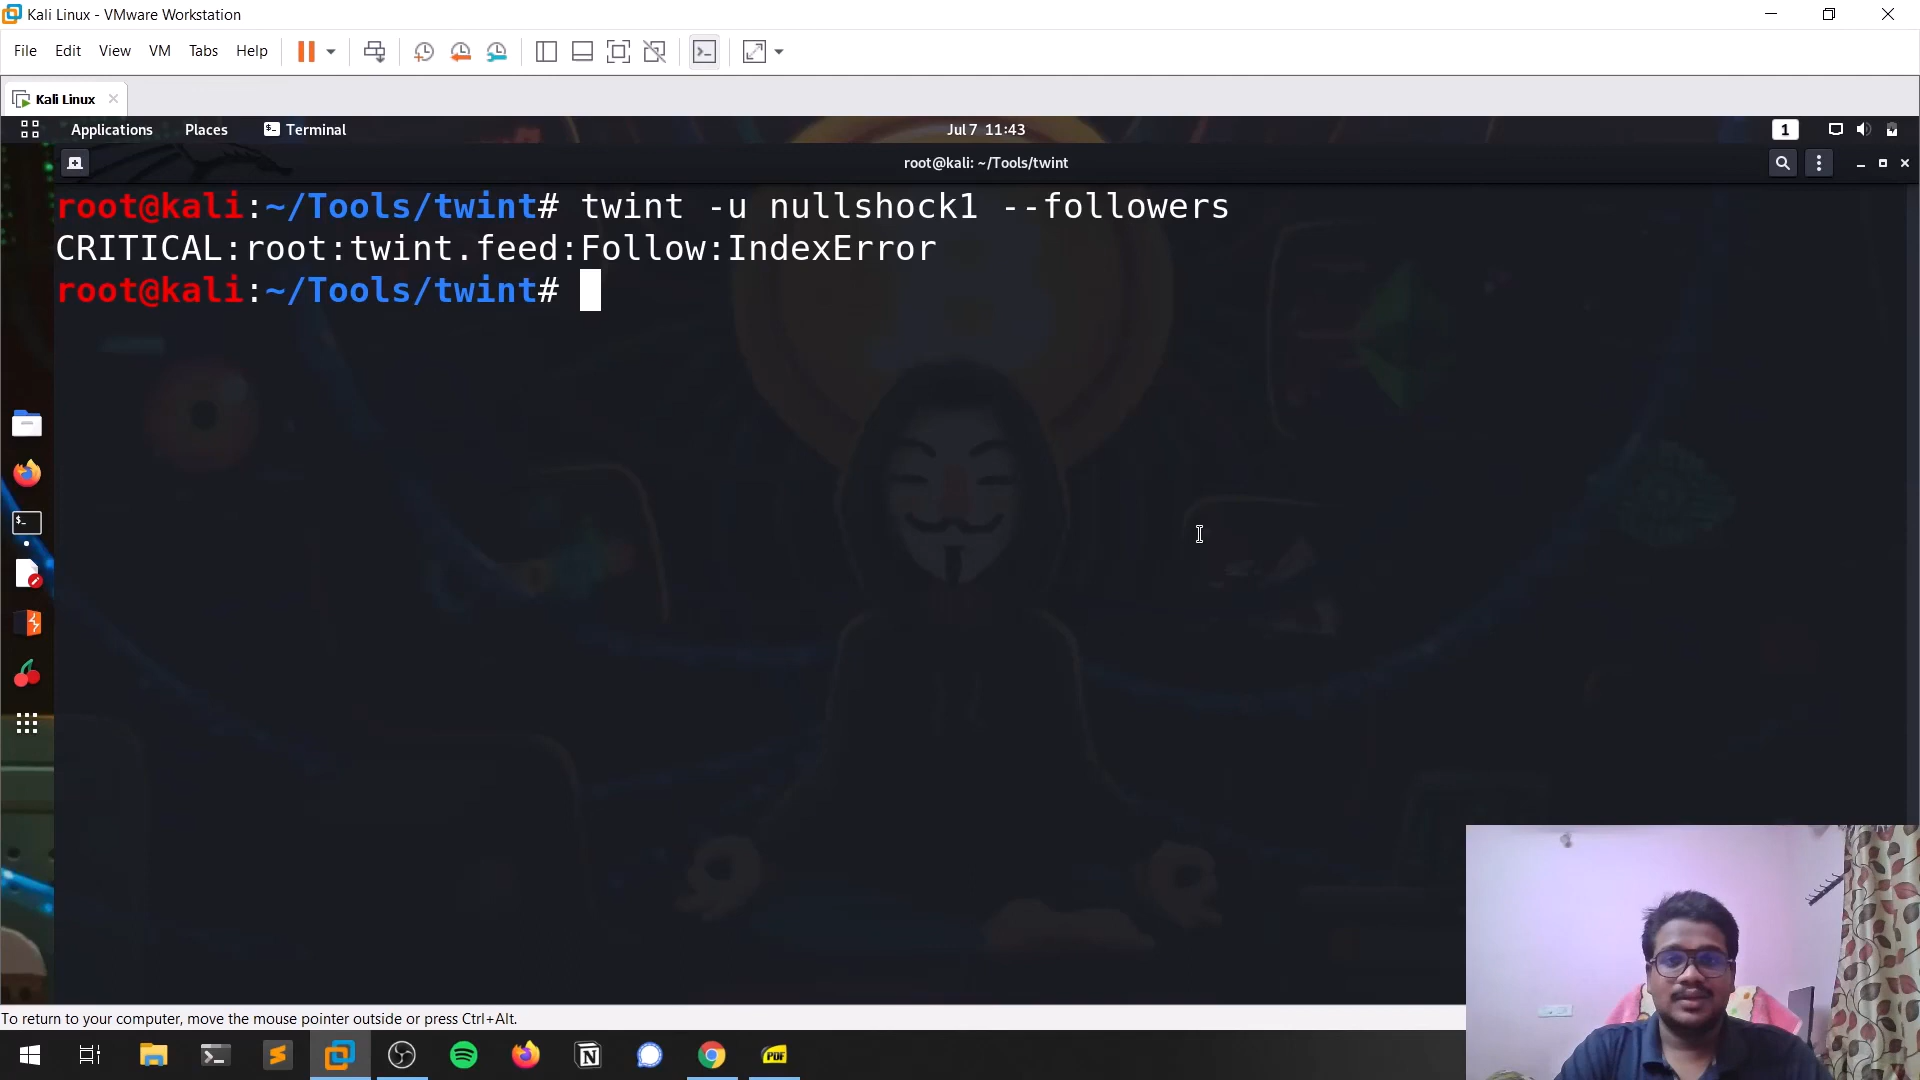 Kali Linux - VMware Workstation
File Edit View VM Tabs Help
Kali Linux
Applications Places Terminal Jul 7 11:43 1
root@kali: ~/Tools/twint
root@kali:~/Tools/twint# twint -u nullshock1 --followers
CRITICAL:root:twint.feed:Follow:IndexError
root@kali:~/Tools/twint#
To return to your computer, move the mouse pointer outside or press Ctrl+Alt.
PDF